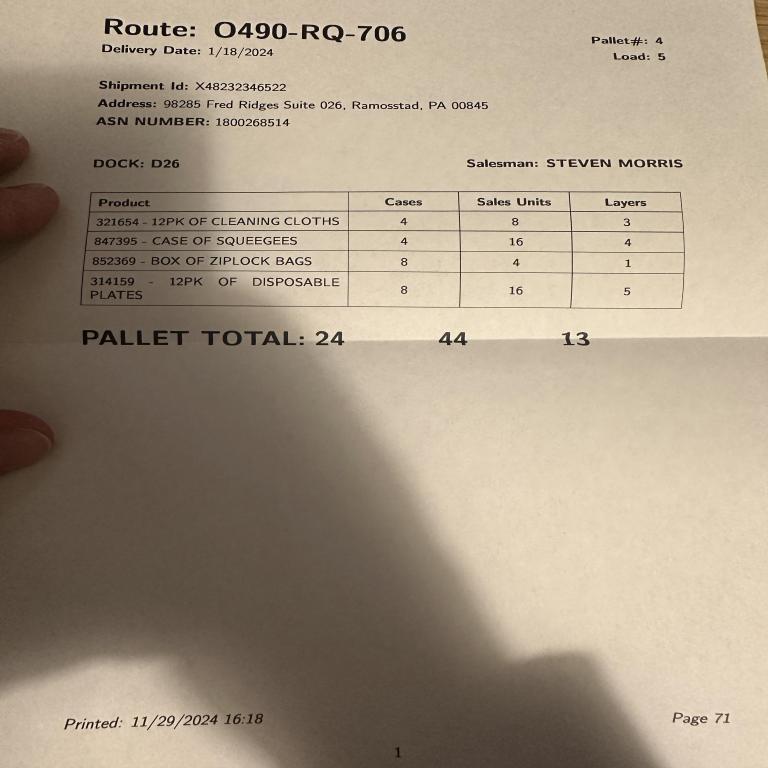 Route: O490-RQ-706
Delivery Date: 1/18/2024
Pallet#: 4
Load: 5
Shipment Id: X48232346522
Address: 98285 Fred Ridges Suite 026, Ramosstad, PA 00845
ASN NUMBER: 1800268514
DOCK: D26 Salesman: STEVEN MORRIS
Product Cases Sales Units Layers
321654 - 12PK OF CLEANING CLOTHS 4 8 3
847395 - CASE OF SQUEEGEES 4 16 4
852369 - BOX OF ZIPLOCK BAGS 8 4 1
314159 - 12PK OF DISPOSABLE
PLATES 8 16 5
PALLET TOTAL: 24 44 13
Printed: 11/29/2024 16:18 Page 71
1